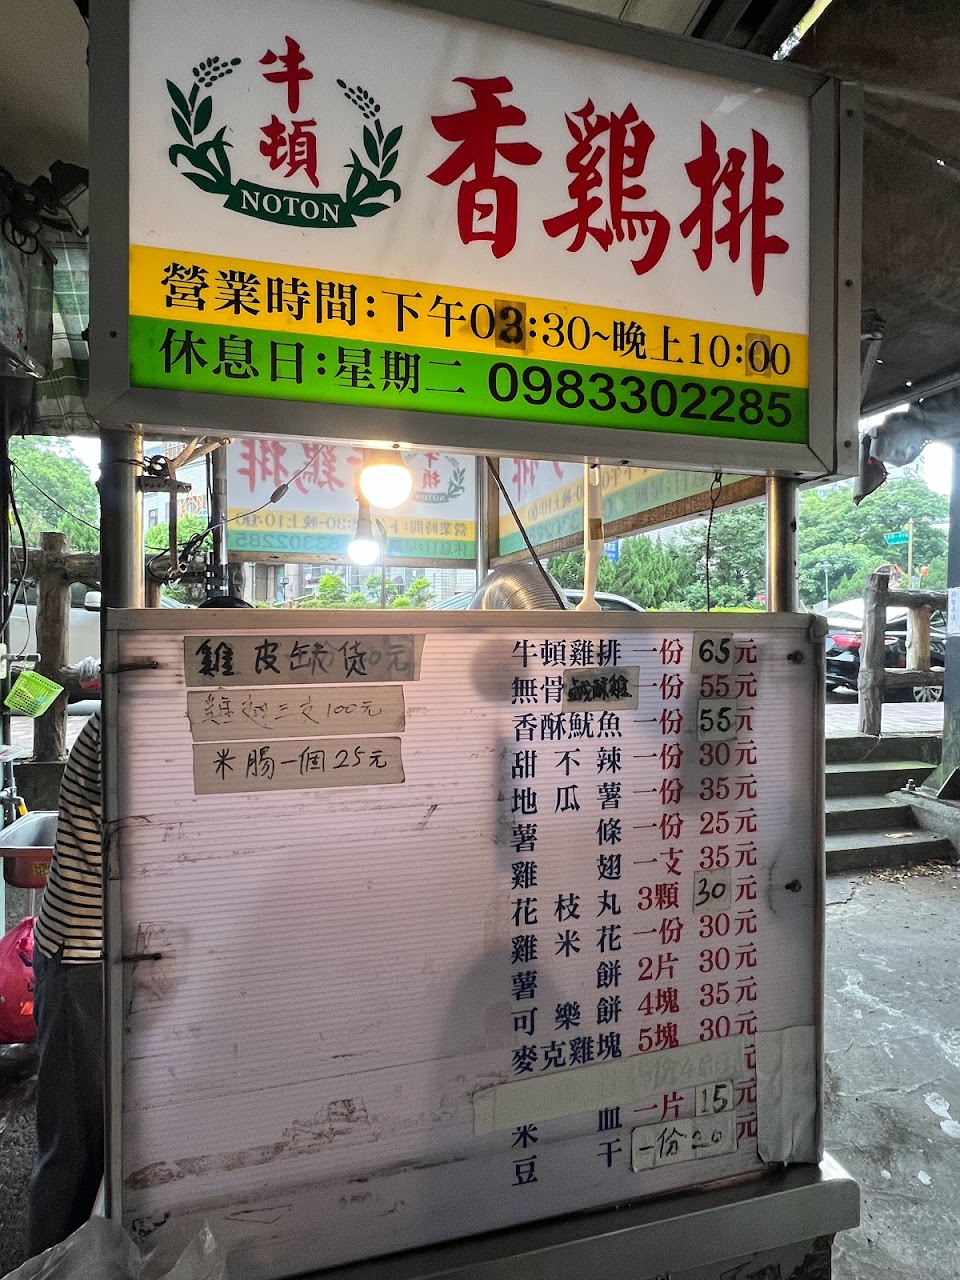 牛頓
NOTON
香雞排
營業時間:下午03:30~晚上10:00
休息日:星期二 0983302285
雞皮缺貨 元
雞翅三支100元
米腸一個25元
牛頓雞排 一份 65元
無骨鹹酥雞 一份 55元
香酥魷魚 一份 55元
甜不辣 一份 30元
地瓜薯 一份 35元
薯條 一份 25元
雞翅 一支 35元
花枝丸 3顆 30元
雞米花 一份 30元
薯餅 2片 30元
可樂餅 4塊 35元
麥克雞塊 5塊 30元
米血 一片 15元
豆干 一份20元